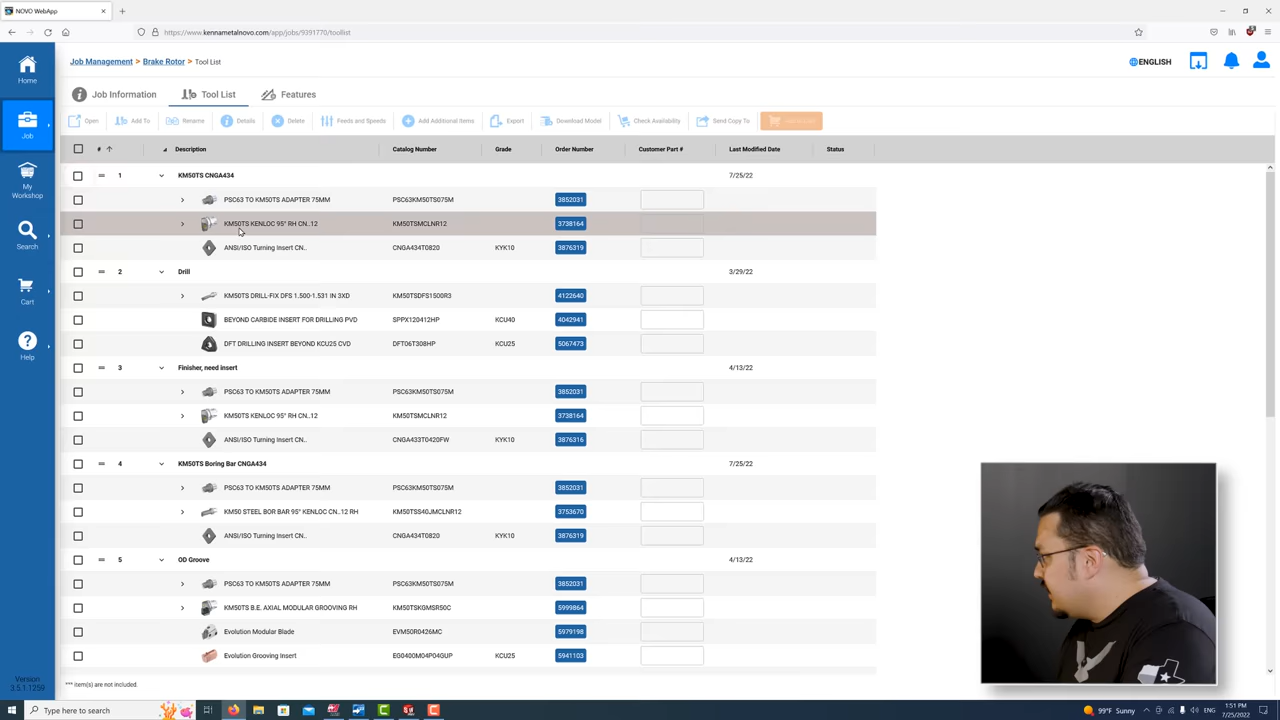 NOVO WebApp
https://www.kennametalnovo.com/app/jobs/9391770/toollist
Home
Job
My Workshop
Search
Cart
Help
Version 3.5.1.1259
Job Management > Brake Rotor > Tool List
ENGLISH
Job Information Tool List Features
Open Add To Rename Details Delete Feeds and Speeds Add Additional Items Export Download Model Check Availability Send Copy To
# Description Catalog Number Grade Order Number Customer Part # Last Modified Date Status
1 KM50TS CNGA434 7/25/22
PSC63 TO KM50TS ADAPTER 75MM PSC63KM50TS075M 3852031
KM50TS KENLOC 95° RH CN..12 KM50TSMCLNR12 3738164
ANSI/ISO Turning Insert CN.. CNGA434T0820 KYK10 3876319
2 Drill 3/29/22
KM50TS DRILL-FIX DFS 1.500-1.531 IN 3XD KM50TSDFS1500R3 4122640
BEYOND CARBIDE INSERT FOR DRILLING PVD SPPX120412HP KCU40 4042941
DFT DRILLING INSERT BEYOND KCU25 CVD DFT06T308HP KCU25 5067473
3 Finisher, need insert 4/13/22
PSC63 TO KM50TS ADAPTER 75MM PSC63KM50TS075M 3852031
KM50TS KENLOC 95° RH CN..12 KM50TSMCLNR12 3738164
ANSI/ISO Turning Insert CN.. CNGA433T0420FW KYK10 3876316
4 KM50TS Boring Bar CNGA434 7/25/22
PSC63 TO KM50TS ADAPTER 75MM PSC63KM50TS075M 3852031
KM50 STEEL BOR BAR 95° KENLOC CN..12 RH KM50TSS40JMCLNR12 3753670
ANSI/ISO Turning Insert CN.. CNGA434T0820 KYK10 3876319
5 OD Groove 4/13/22
PSC63 TO KM50TS ADAPTER 75MM PSC63KM50TS075M 3852031
KM50TS B.E. AXIAL MODULAR GROOVING RH KM50TSKGMSR50C 5999864
Evolution Modular Blade EVM50R0426MC 5979198
Evolution Grooving Insert EG0400M04P04GUP KCU25 5941103
*** item(s) are not included.
Type here to search
99°F Sunny
ENG
1:51 PM
7/25/2022